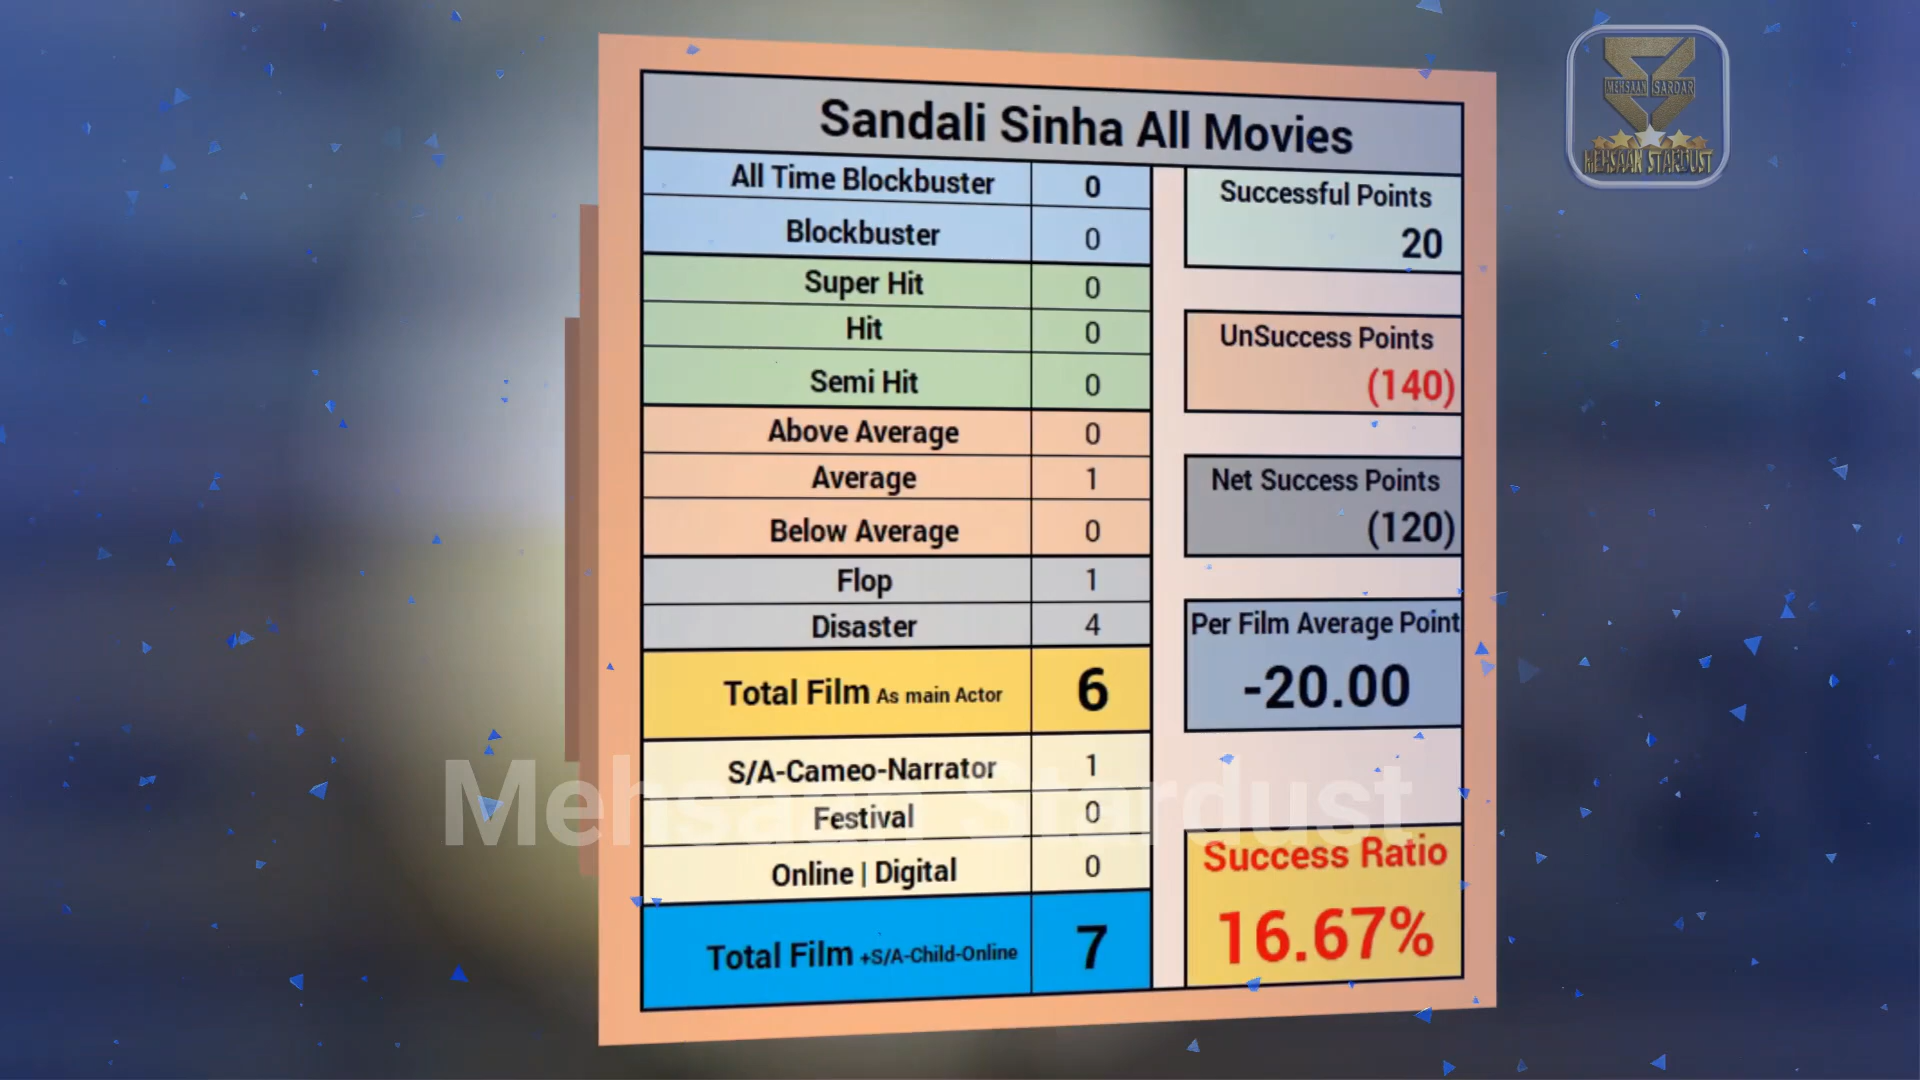 MEHSAAN SARDAR
MEHSAAN STARDUST
Sandali Sinha All Movies
All Time Blockbuster 0
Blockbuster 0
Super Hit 0
Hit 0
Semi Hit 0
Above Average 0
Average 1
Below Average 0
Flop 1
Disaster 4
Total Film As main Actor 6
S/A-Cameo-Narrator 1
Festival 0
Online | Digital 0
Total Film +S/A-Child-Online 7
Successful Points
20
UnSuccess Points
(140)
Net Success Points
(120)
Per Film Average Point
-20.00
Success Ratio
16.67%
Mehsaan Stardust